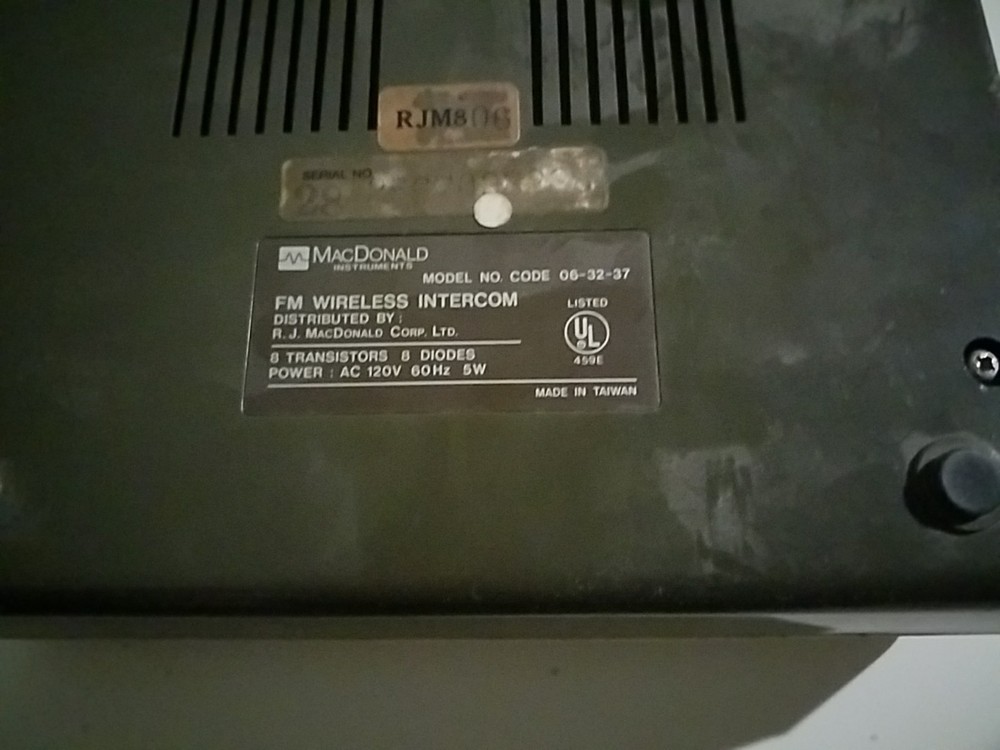 RJM806
SERIAL NO
28
MACDONALD
INSTRUMENTS
MODEL NO. CODE 06-32-37
FM WIRELESS INTERCOM
DISTRIBUTED BY :
R. J. MACDONALD CORP. LTD.
8 TRANSISTORS 8 DIODES
POWER : AC 120V 60Hz 5W
LISTED
UL
459E
MADE IN TAIWAN